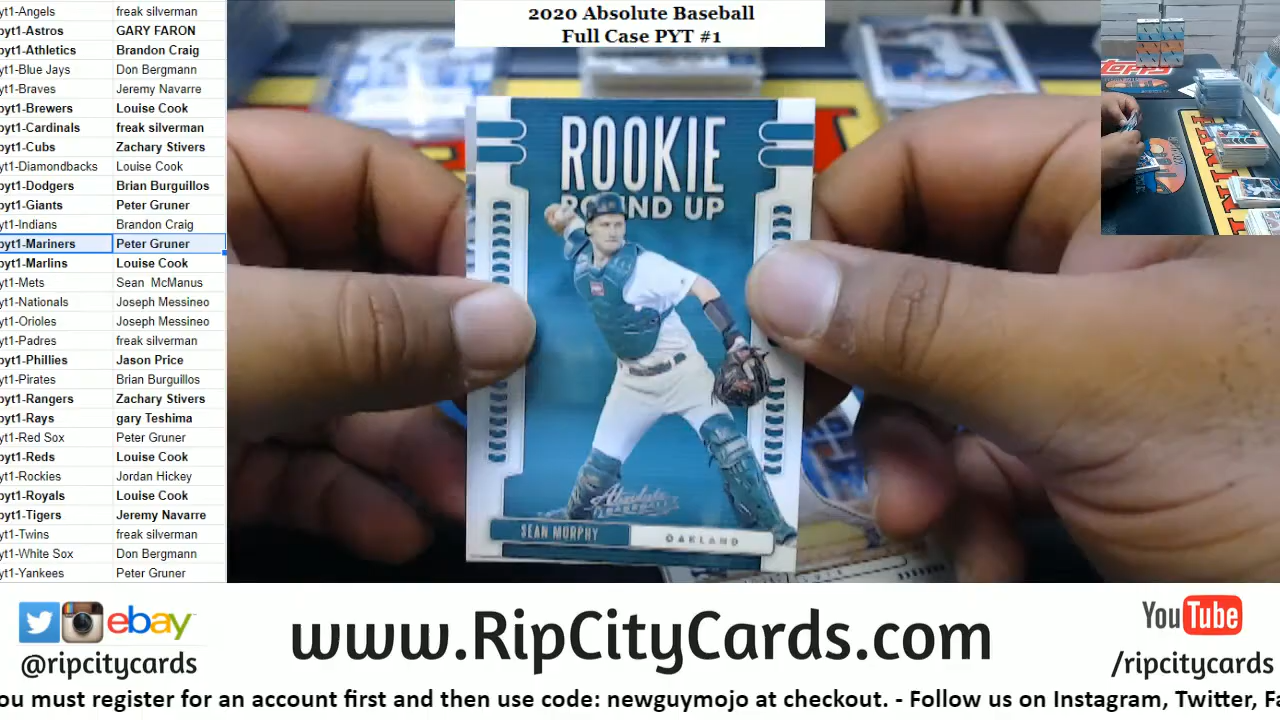 yt1-Angels freak silverman
pyt1-Astros GARY FARON
pyt1-Athletics Brandon Craig
yt1-Blue Jays Don Bergmann
yt1-Braves Jeremy Navarre
pyt1-Brewers Louise Cook
pyt1-Cardinals freak silverman
pyt1-Cubs Zachary Stivers
yt1-Diamondbacks Louise Cook
pyt1-Dodgers Brian Burguillos
pyt1-Giants Peter Gruner
yt1-Indians Brandon Craig
pyt1-Mariners Peter Gruner
pyt1-Marlins Louise Cook
yt1-Mets Sean McManus
yt1-Nationals Joseph Messineo
yt1-Orioles Joseph Messineo
yt1-Padres freak silverman
pyt1-Phillies Jason Price
yt1-Pirates Brian Burguillos
pyt1-Rangers Zachary Stivers
pyt1-Rays gary Teshima
yt1-Red Sox Peter Gruner
pyt1-Reds Louise Cook
yt1-Rockies Jordan Hickey
pyt1-Royals Louise Cook
pyt1-Tigers Jeremy Navarre
yt1-Twins freak silverman
yt1-White Sox Don Bergmann
yt1-Yankees Peter Gruner
2020 Absolute Baseball
Full Case PYT #1
ROOKIE
ROUND UP
Absolute
BASEBALL
SEAN MURPHY
OAKLAND
TOPPS
ebay
@ripcitycards
www.RipCityCards.com
YouTube
/ripcitycards
ou must register for an account first and then use code: newguymojo at checkout. - Follow us on Instagram, Twitter, Fa